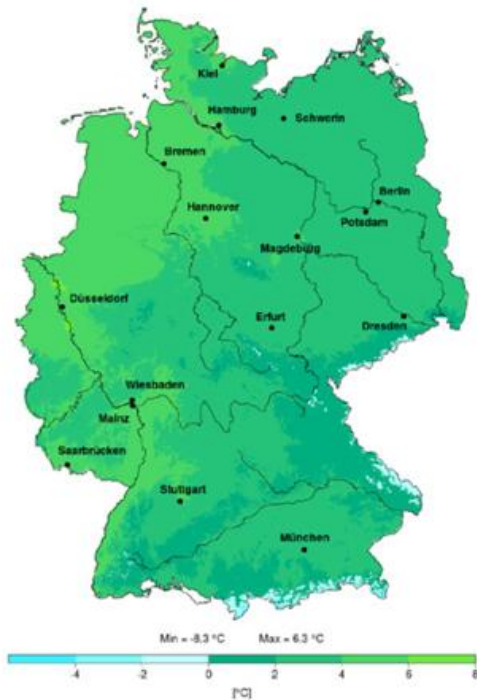 Kiel
Hamburg
Schwerin
Bremen
Berlin
Hannover
Potsdam
Magdeburg
Düsseldorf
Erfurt
Dresden
Wiesbaden
Mainz
Saarbrücken
Stuttgart
München
Min = -8.3 °C Max = 6.3 °C
-4 -2 0 2 4 6 8
[°C]